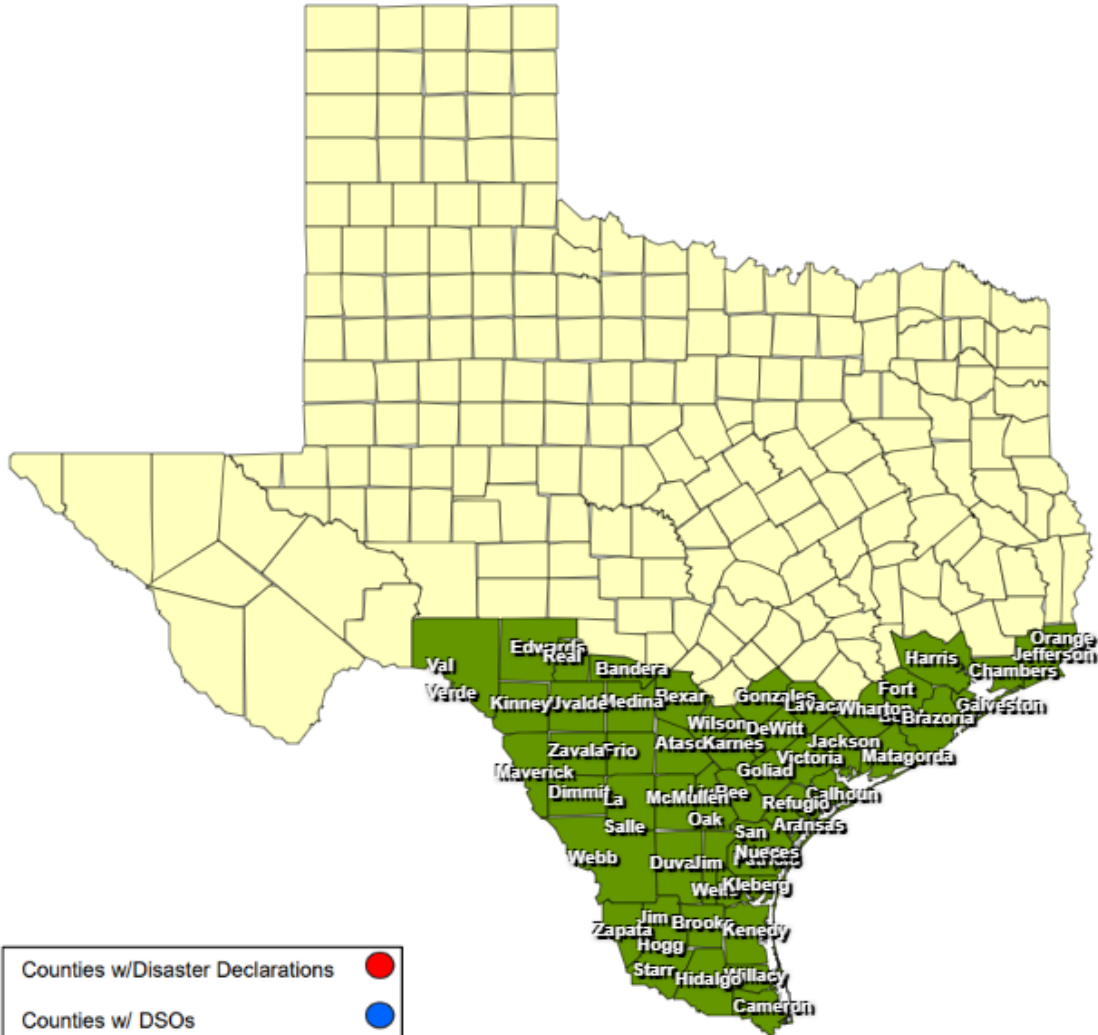 Orange
Jefferson
Harris
Edwards
Real
Val
Verde
Bandera
Chambers
Fort
Bexar
Gonzales
Galveston
Kinney
Medina
Lavaca
Wharton
Brazoria
Wilson
DeWitt
Zavala
Frio
Karnes
Jackson
Victoria
Matagorda
Maverick
Goliad
Dimmit
La
Salle
McMullen
Bee
Calhoun
Refugio
Oak
Aransas
San
Webb
Duval
Jim
Nueces
Wells
Kleberg
Jim
Hogg
Brooks
Kenedy
Zapata
Starr
Hidalgo
Willacy
Cameron
Counties w/Disaster Declarations
Counties w/ DSOs